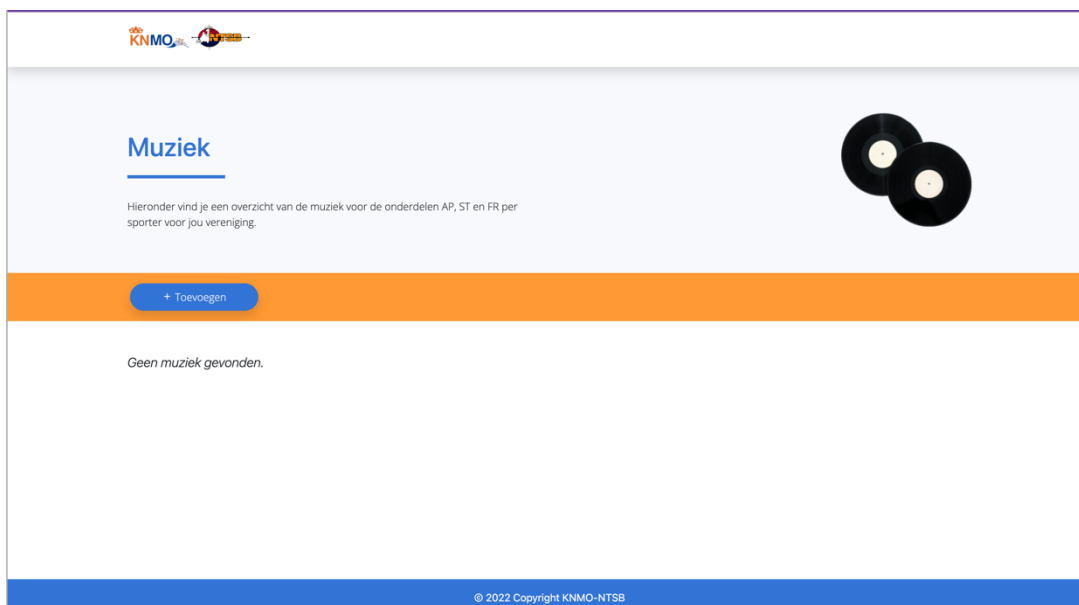 KNMO NTSB
Muziek
Hieronder vind je een overzicht van de muziek voor de onderdelen AP, ST en FR per
sporter voor jou vereniging.
+ Toevoegen
Geen muziek gevonden.
© 2022 Copyright KNMO-NTSB